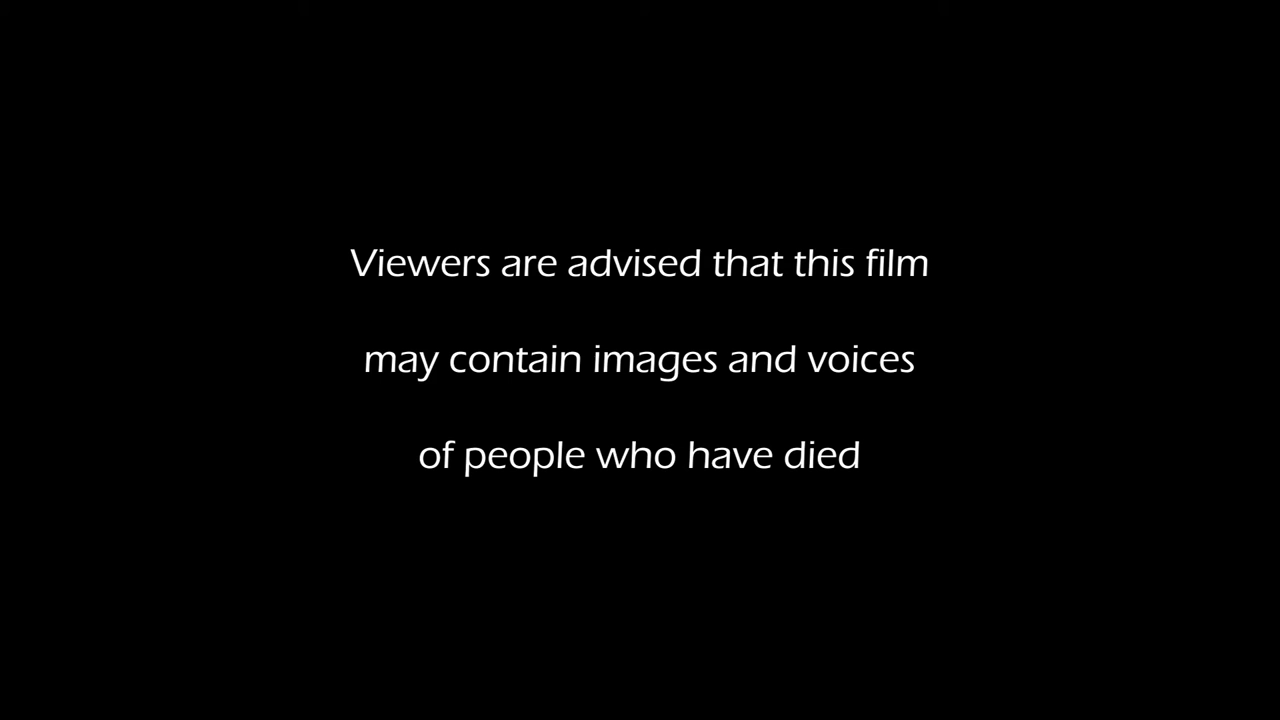 Viewers are advised that this film
may contain images and voices
of people who have died